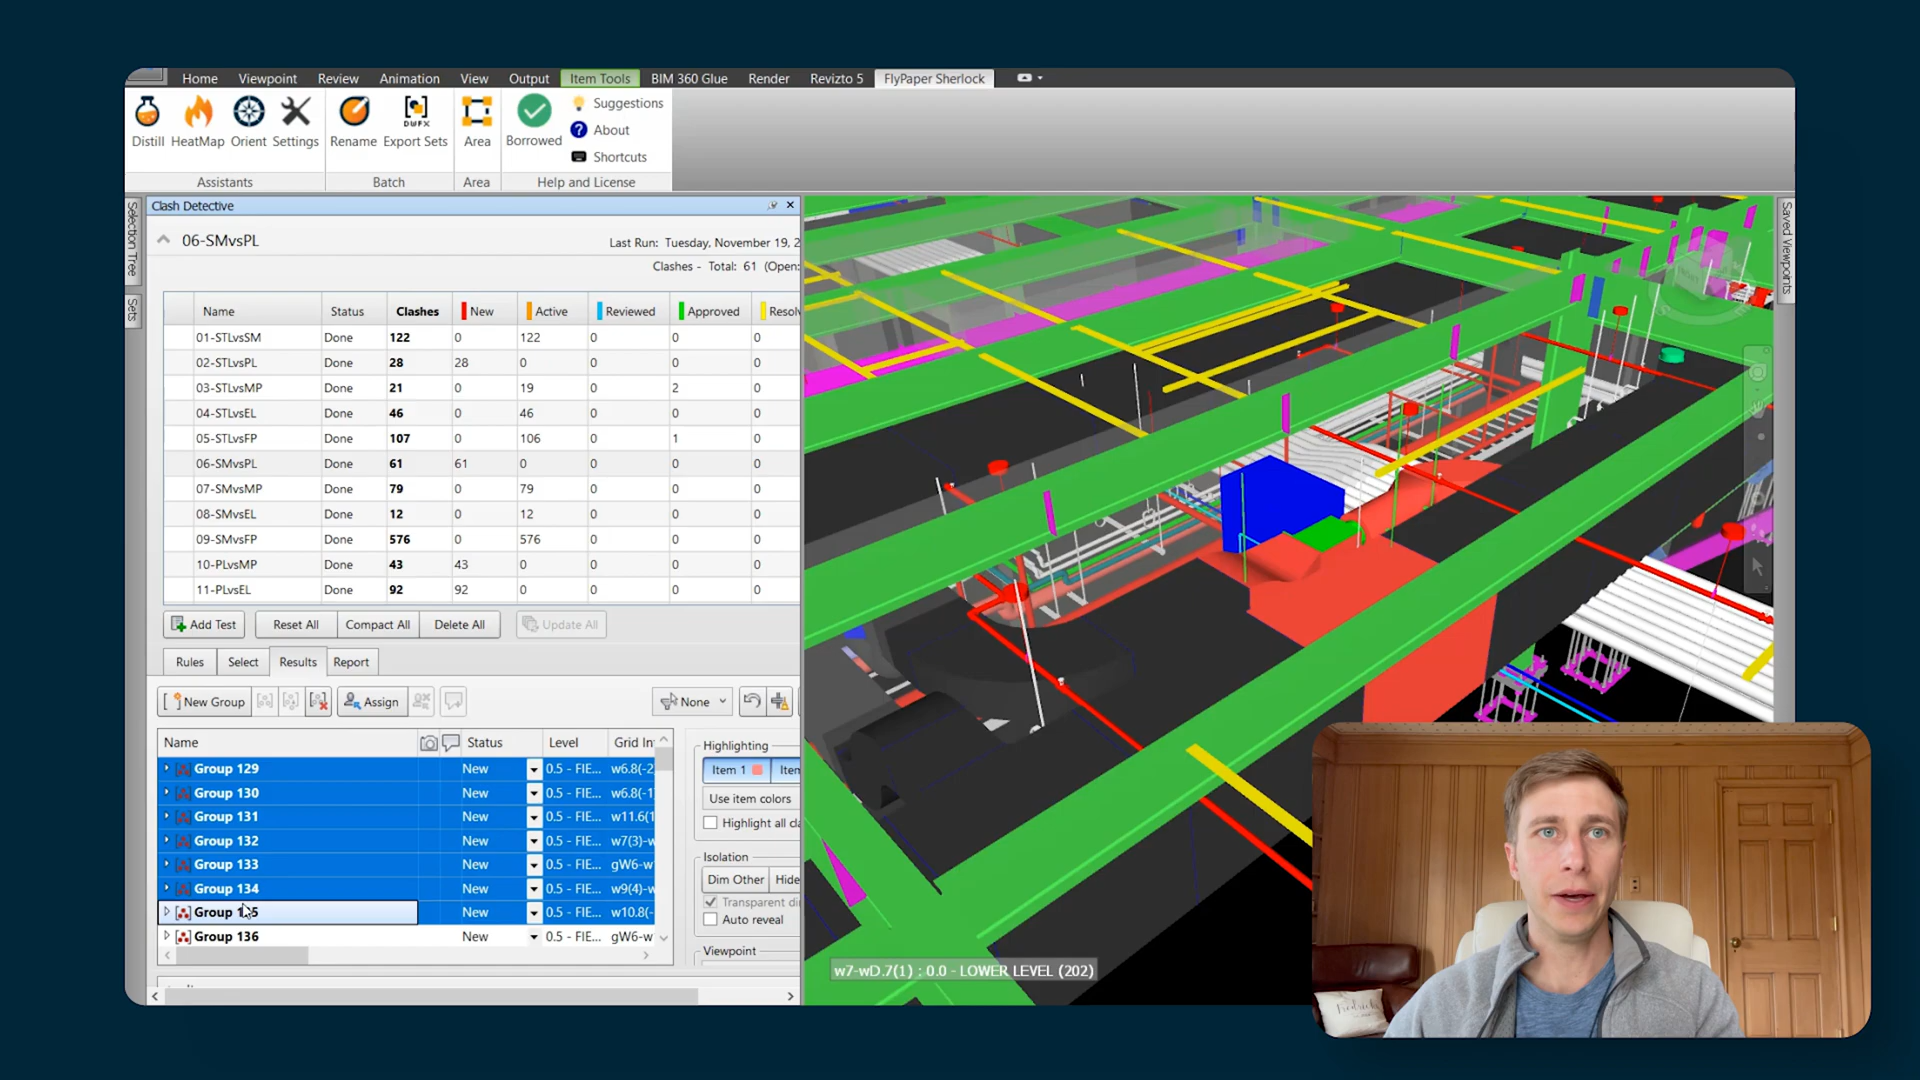 Home Viewpoint Review Animation View Output Item Tools BIM 360 Glue Render Revizto 5 FlyPaper Sherlock
Distill HeatMap Orient Settings Rename Export Sets Area Borrowed
DWFX
Suggestions
About
Shortcuts
Assistants Batch Area Help and License
Selection Tree
Sets
Saved Viewpoints
Clash Detective
06-SMvsPL
Last Run: Tuesday, November 19, 2
Clashes - Total: 61 (Open:
Name Status Clashes New Active Reviewed Approved Resolv
01-STLvsSM Done 122 0 122 0 0 0
02-STLvsPL Done 28 28 0 0 0 0
03-STLvsMP Done 21 0 19 0 2 0
04-STLvsEL Done 46 0 46 0 0 0
05-STLvsFP Done 107 0 106 0 1 0
06-SMvsPL Done 61 61 0 0 0 0
07-SMvsMP Done 79 0 79 0 0 0
08-SMvsEL Done 12 0 12 0 0 0
09-SMvsFP Done 576 0 576 0 0 0
10-PLvsMP Done 43 43 0 0 0 0
11-PLvsEL Done 92 92 0 0 0 0
Add Test Reset All Compact All Delete All Update All
Rules Select Results Report
New Group Assign None
Name Status Level Grid In
Group 129 New 0.5 - FIE... w6.8(-2
Group 130 New 0.5 - FIE... w6.8(-1
Group 131 New 0.5 - FIE... w11.6(1
Group 132 New 0.5 - FIE... w7(3)-w
Group 133 New 0.5 - FIE... gW6-w
Group 134 New 0.5 - FIE... w9(4)-w
Group 135 New 0.5 - FIE... w10.8(-
Group 136 New 0.5 - FIE... gW6-w
Highlighting
Item 1 Iten
Use item colors
Highlight all cla
Isolation
Dim Other Hide
Transparent di
Auto reveal
Viewpoint
w7-wD.7(1) : 0.0 - LOWER LEVEL (202)